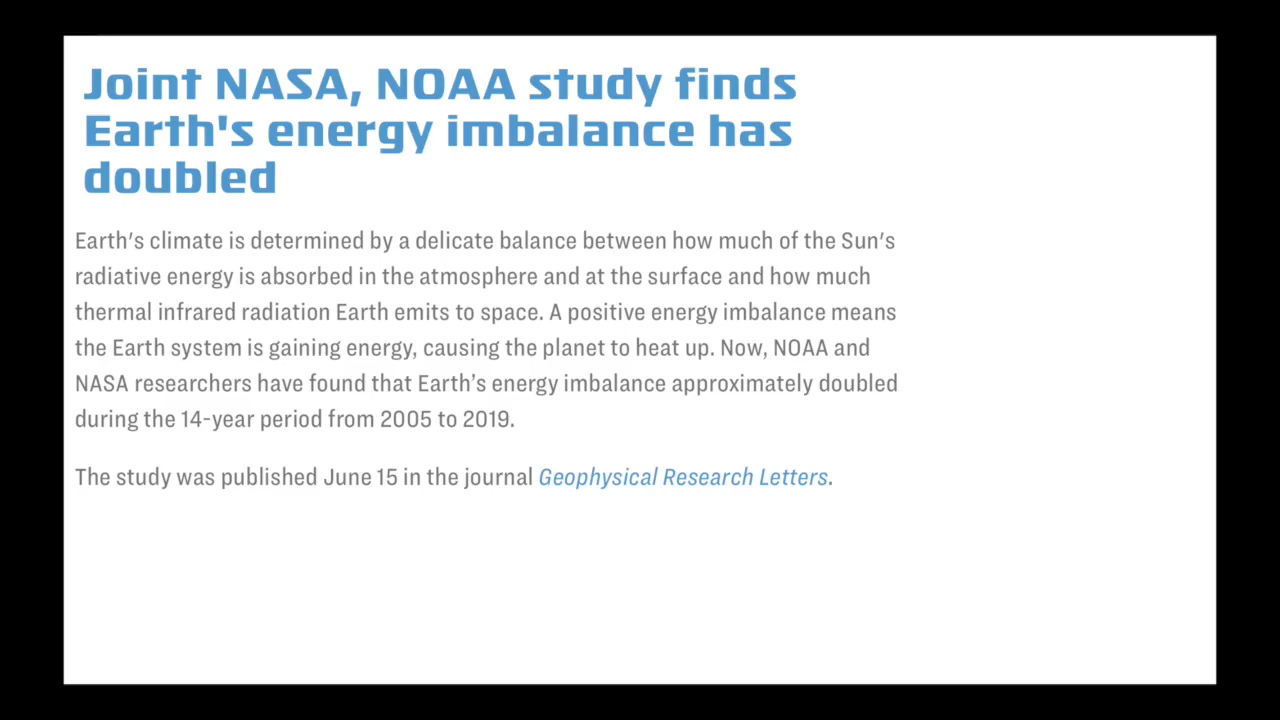 Joint NASA, NOAA study finds
Earth's energy imbalance has
doubled
Earth's climate is determined by a delicate balance between how much of the Sun's
radiative energy is absorbed in the atmosphere and at the surface and how much
thermal infrared radiation Earth emits to space. A positive energy imbalance means
the Earth system is gaining energy, causing the planet to heat up. Now, NOAA and
NASA researchers have found that Earth’s energy imbalance approximately doubled
during the 14-year period from 2005 to 2019.
The study was published June 15 in the journal Geophysical Research Letters.